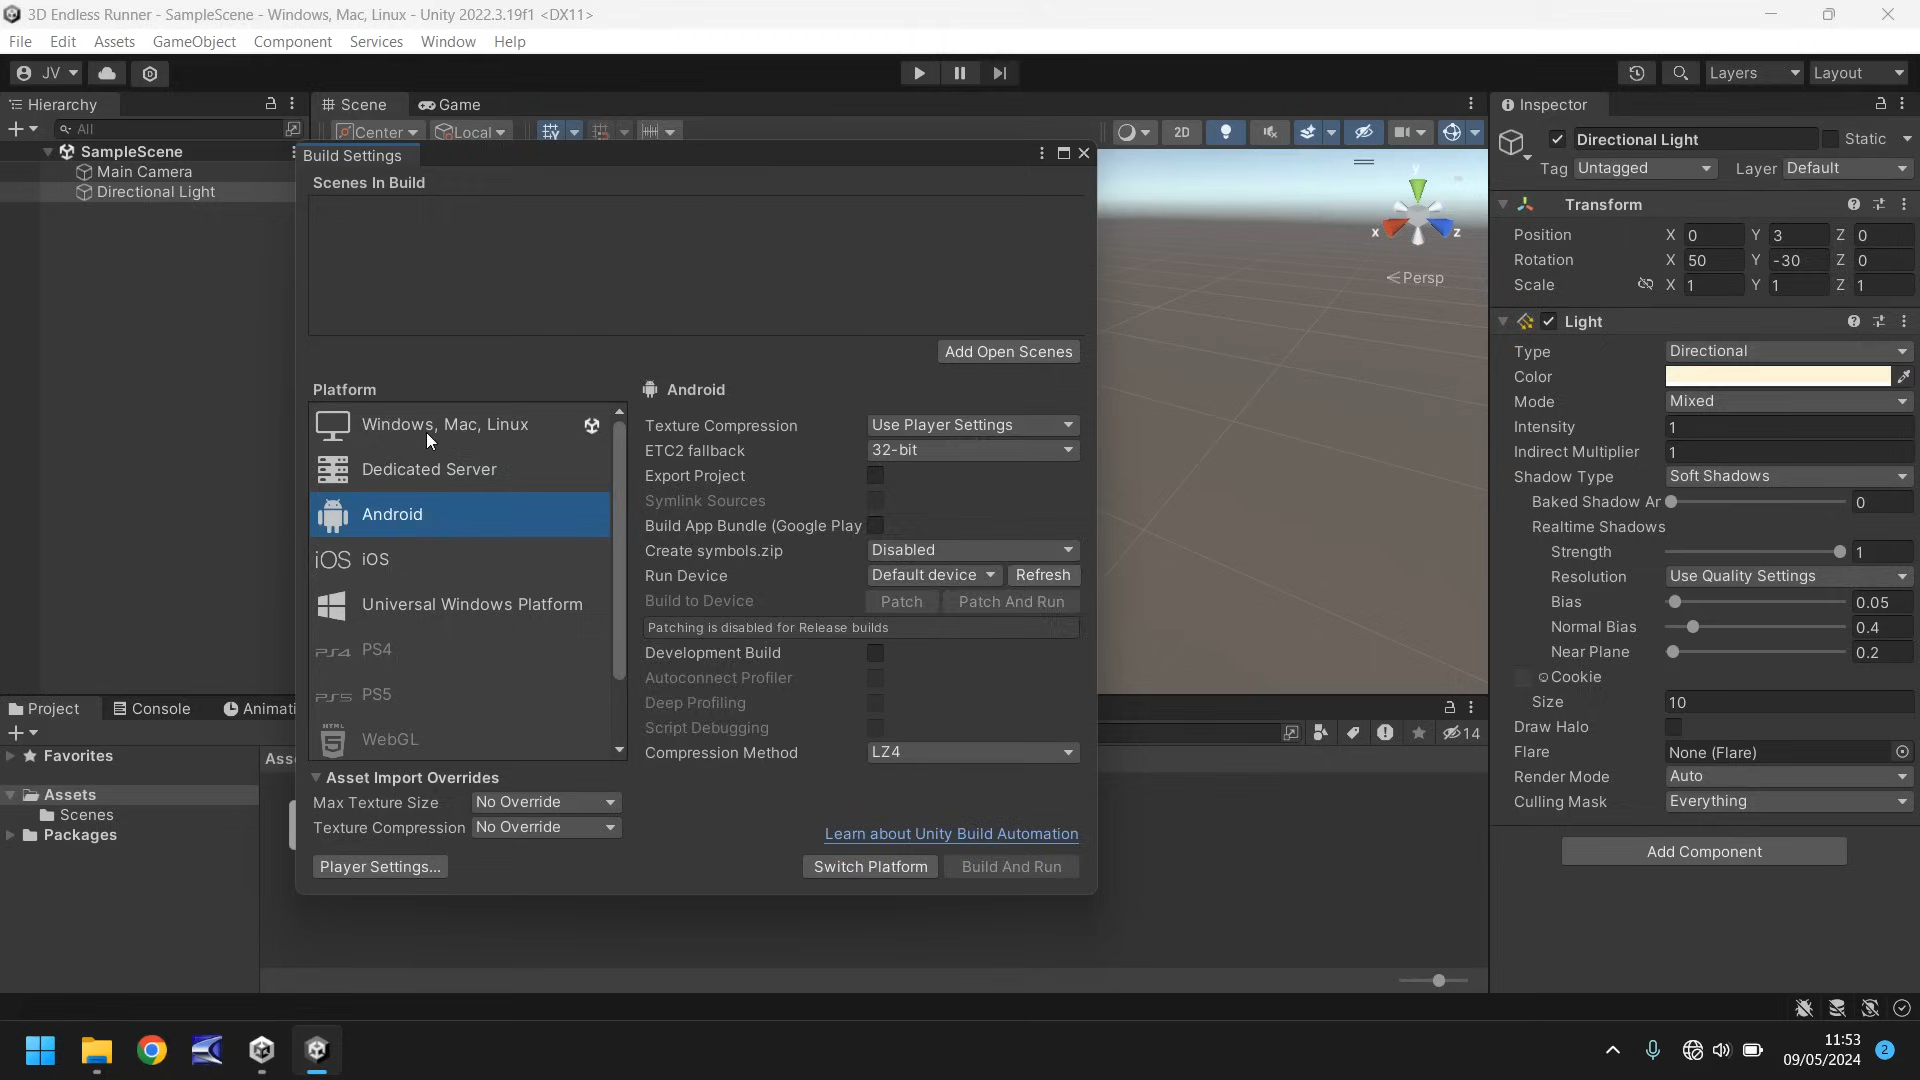 3D Endless Runner - SampleScene - Windows, Mac, Linux - Unity 2022.3.19f1 <DX11>
File Edit Assets GameObject Component Services Window Help
JV Layers Layout
Hierarchy
All
SampleScene
Main Camera
Directional Light
Scene Game
Center Local 2D
y
x z
Persp
Build Settings
Scenes In Build
Add Open Scenes
Platform
Windows, Mac, Linux
Dedicated Server
Android
iOS iOS
Universal Windows Platform
PS4 PS4
PS5 PS5
HTML 5 WebGL
Android
Texture Compression Use Player Settings
ETC2 fallback 32-bit
Export Project
Symlink Sources
Build App Bundle (Google Play
Create symbols.zip Disabled
Run Device Default device Refresh
Build to Device Patch Patch And Run
Patching is disabled for Release builds
Development Build
Autoconnect Profiler
Deep Profiling
Script Debugging
Compression Method LZ4
Asset Import Overrides
Max Texture Size No Override
Texture Compression No Override
Learn about Unity Build Automation
Player Settings... Switch Platform Build And Run
Inspector
Directional Light Static
Tag Untagged Layer Default
Transform
Position X 0 Y 3 Z 0
Rotation X 50 Y -30 Z 0
Scale X 1 Y 1 Z 1
Light
Type Directional
Color
Mode Mixed
Intensity 1
Indirect Multiplier 1
Shadow Type Soft Shadows
Baked Shadow Ar 0
Realtime Shadows
Strength 1
Resolution Use Quality Settings
Bias 0.05
Normal Bias 0.4
Near Plane 0.2
Cookie
Size 10
Draw Halo
Flare None (Flare)
Render Mode Auto
Culling Mask Everything
Add Component
Project Console Animati
14
Favorites
Assets
Scenes
Packages
Asse
11:53
09/05/2024
2